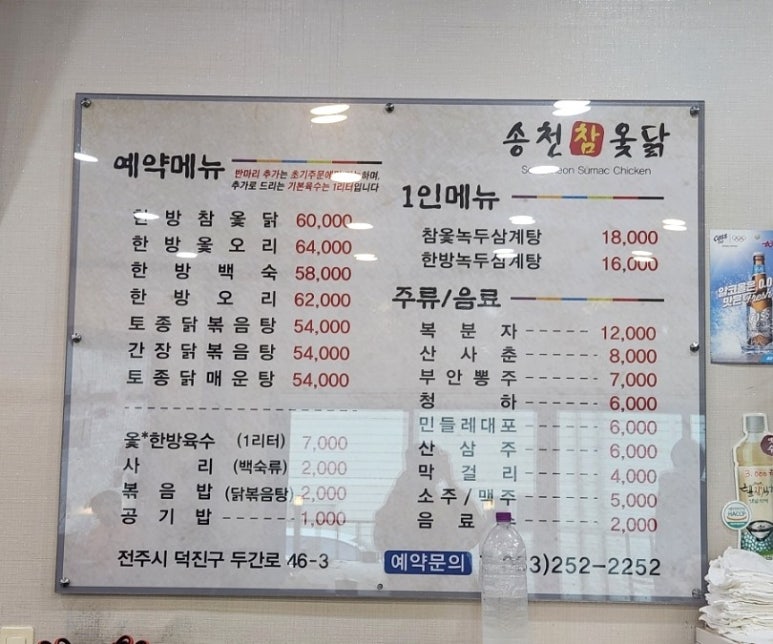 송천참옻닭
Sumac Chicken
예약메뉴
반마리 추가는
추가로 드리는 기본육수는 1리터입니다
한방참옻닭 60,000
한방옻오리 64,000
한방백숙 58,000
한방오리 62,000
토종닭볶음탕 54,000
간장닭볶음탕 54,000
토종닭매운탕 54,000
옻*한방육수 (1리터) 7,000
사리 (백숙류) 2,000
볶음밥 (닭볶음탕) 2,000
공기밥 1,000
전주시 덕진구 두간로 46-3
1인메뉴
참옻녹두삼계탕 18,000
한방녹두삼계탕 16,000
주류/음료
복분자 12,000
산사춘 8,000
부안뽕주 7,000
청하 6,000
민들레대포 6,000
산삼주 6,000
막걸리 4,000
소주/맥주 5,000
음료 2,000
예약문의 3)252-2252
알코올은 0.0
맛은 Fresh
HACCP